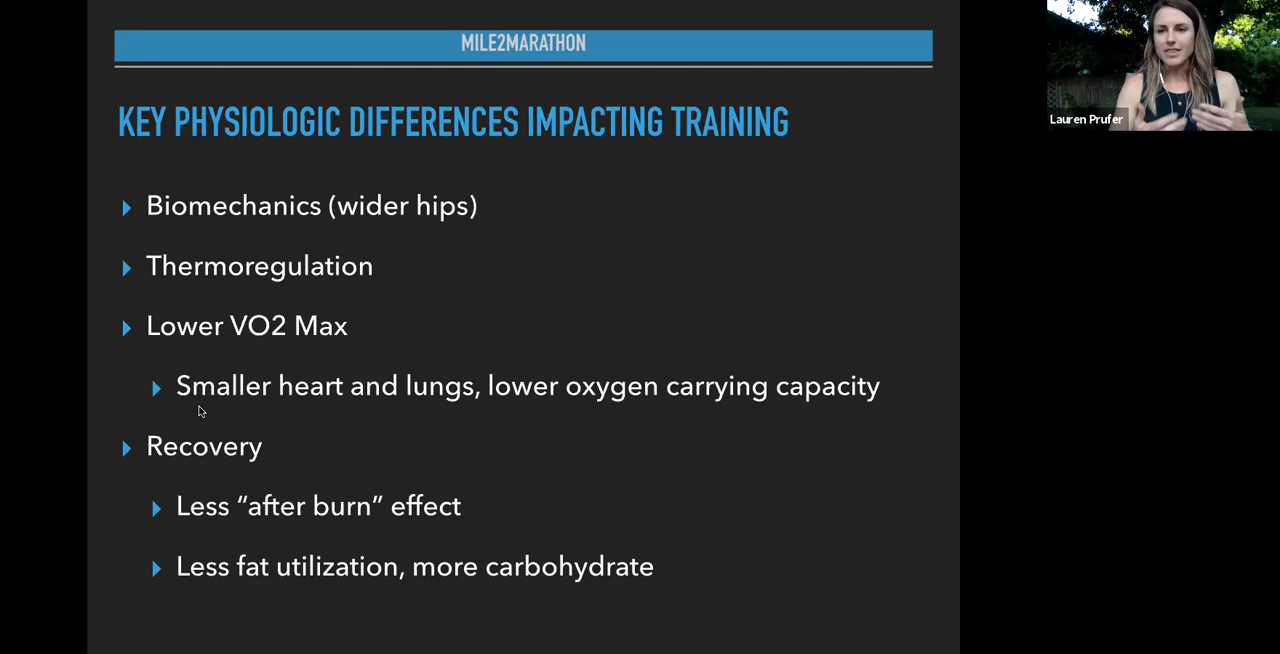 MILE2MARATHON
KEY PHYSIOLOGIC DIFFERENCES IMPACTING TRAINING
Biomechanics (wider hips)
Thermoregulation
Lower VO2 Max
Smaller heart and lungs, lower oxygen carrying capacity
Recovery
Less “after burn” effect
Less fat utilization, more carbohydrate
Lauren Prufer